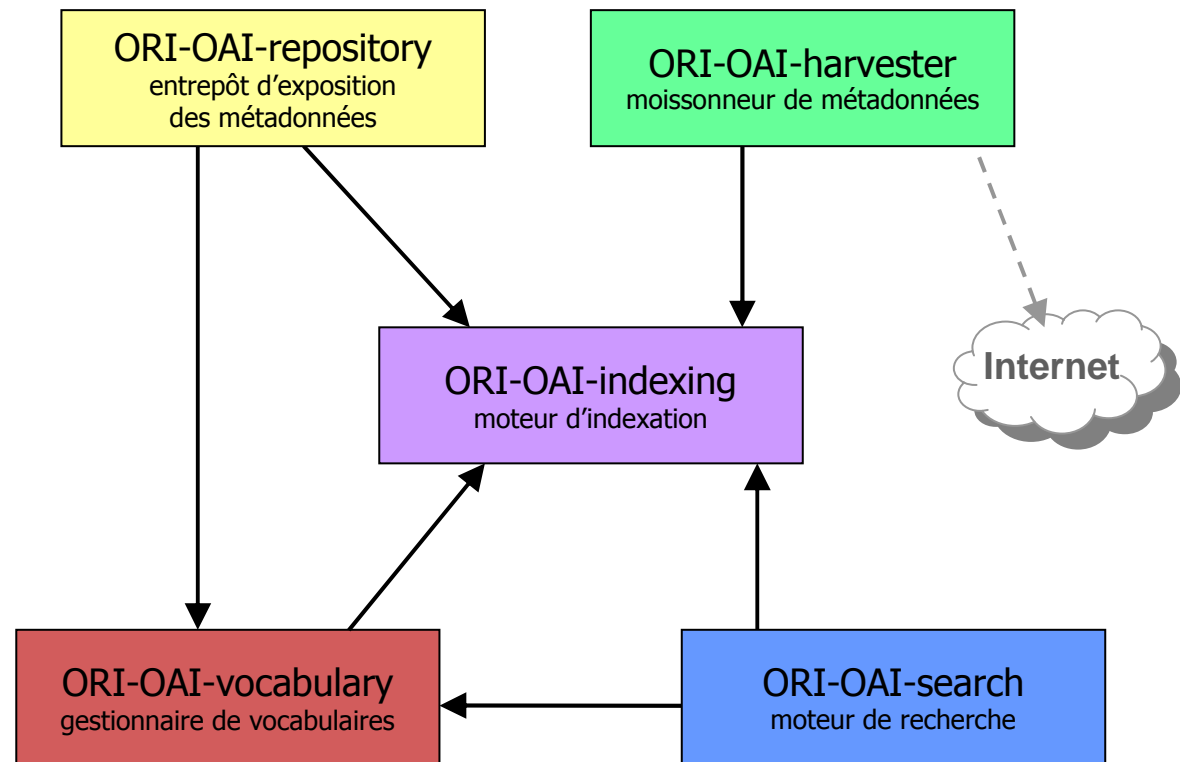 ORI-OAI-repository
entrepôt d’exposition
des métadonnées
ORI-OAI-harvester
moissonneur de métadonnées
ORI-OAI-indexing
moteur d’indexation
Internet
ORI-OAI-vocabulary
gestionnaire de vocabulaires
ORI-OAI-search
moteur de recherche